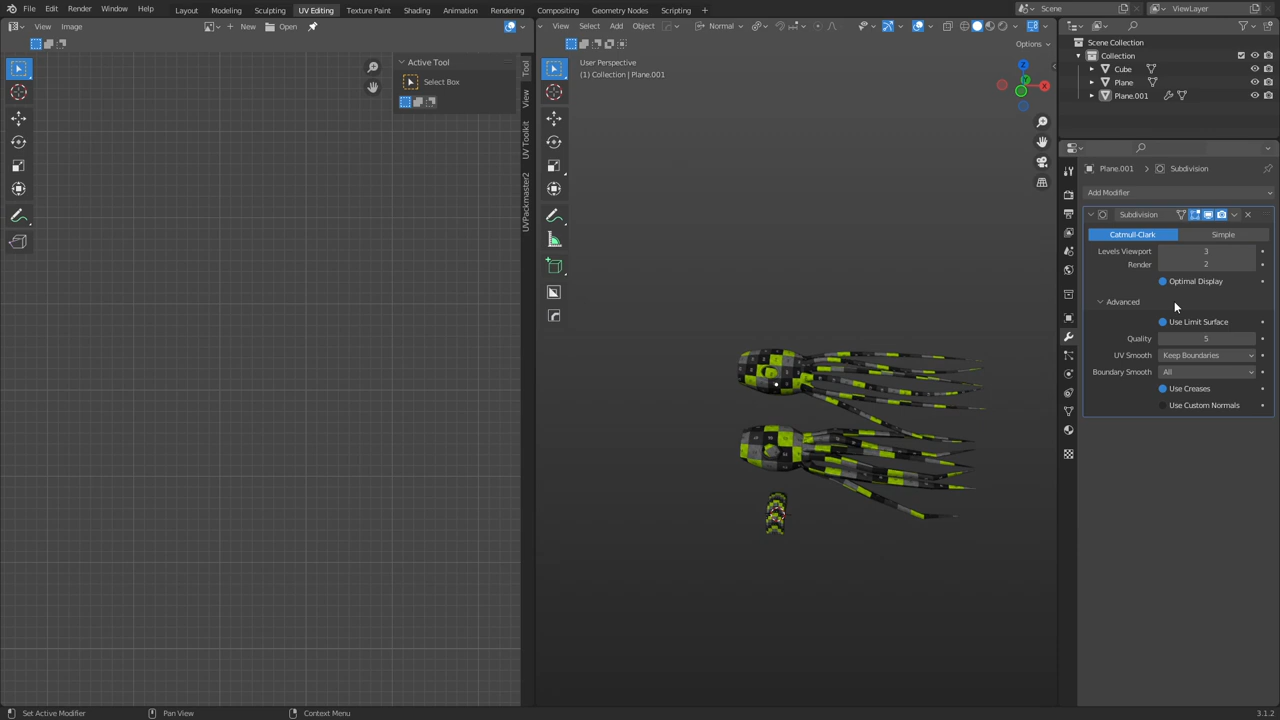 File Edit Render Window Help Layout Modeling Sculpting UV Editing Texture Paint Shading Animation Rendering Compositing Geometry Nodes Scripting Scene ViewLayer
View Image New Open View Select Add Object Normal
Options
Active Tool
Select Box
Tool
View
UV Toolkit
UVPackmaster2
User Perspective
(1) Collection | Plane.001
Z
Y
X
Scene Collection
Collection
Cube
Plane
Plane.001
Plane.001 Subdivision
Add Modifier
Subdivision
Catmull-Clark Simple
Levels Viewport 3
Render 2
Optimal Display
Advanced
Use Limit Surface
Quality 5
UV Smooth Keep Boundaries
Boundary Smooth All
Use Creases
Use Custom Normals
Set Active Modifier Pan View Context Menu 3.1.2